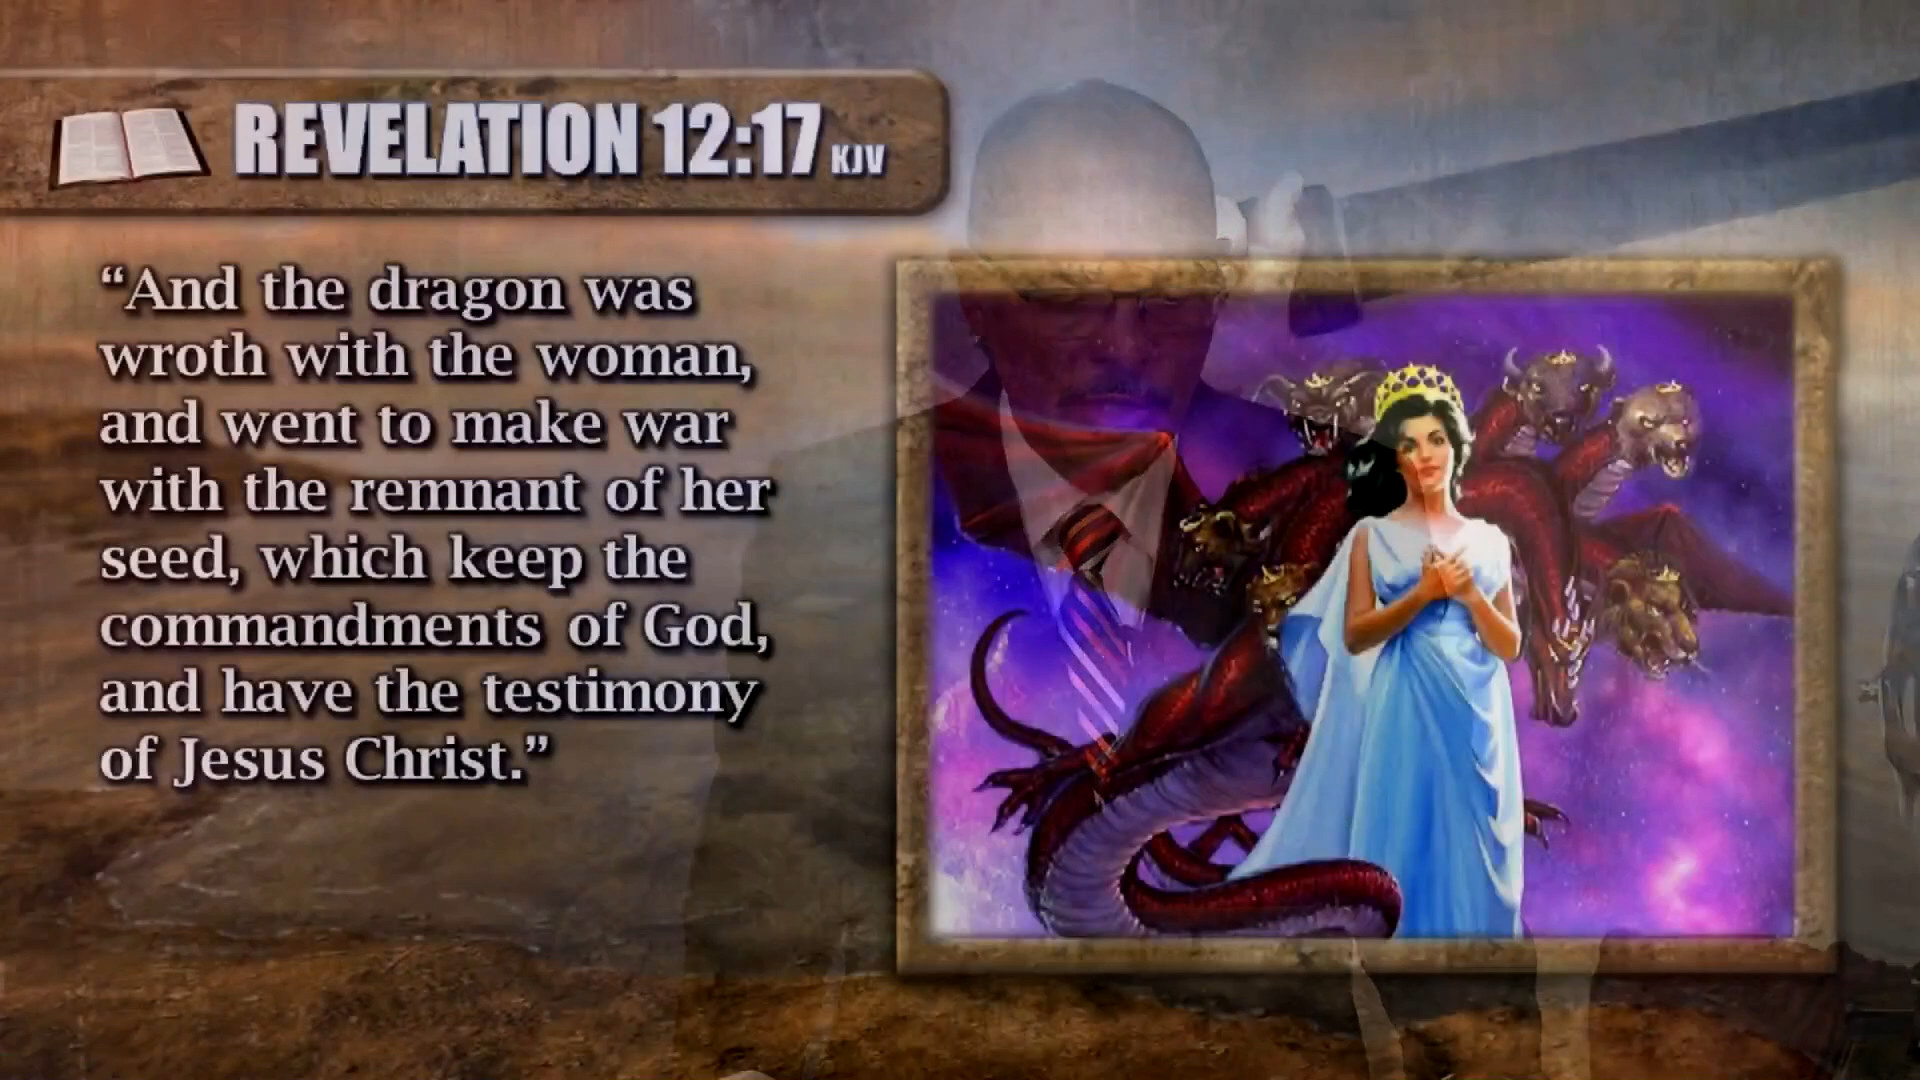 REVELATION 12:17 KJV
“And the dragon was
wroth with the woman,
and went to make war
with the remnant of her
seed, which keep the
commandments of God,
and have the testimony
of Jesus Christ.”